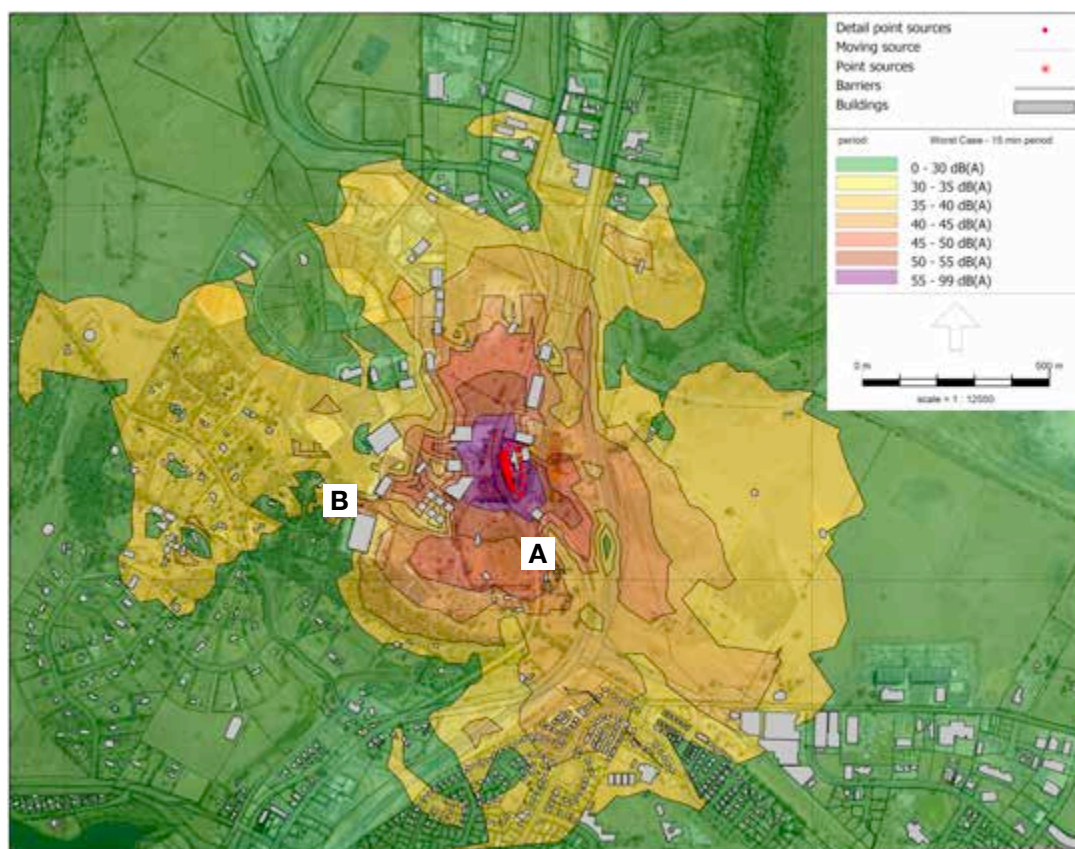 Detail point sources
Moving source
Point sources
Barriers
Buildings
period: Worst Case - 15 min period
0 - 30 dB(A)
30 - 35 dB(A)
35 - 40 dB(A)
40 - 45 dB(A)
45 - 50 dB(A)
50 - 55 dB(A)
55 - 99 dB(A)
0 m 600 m
scale = 1 : 12000
B
A